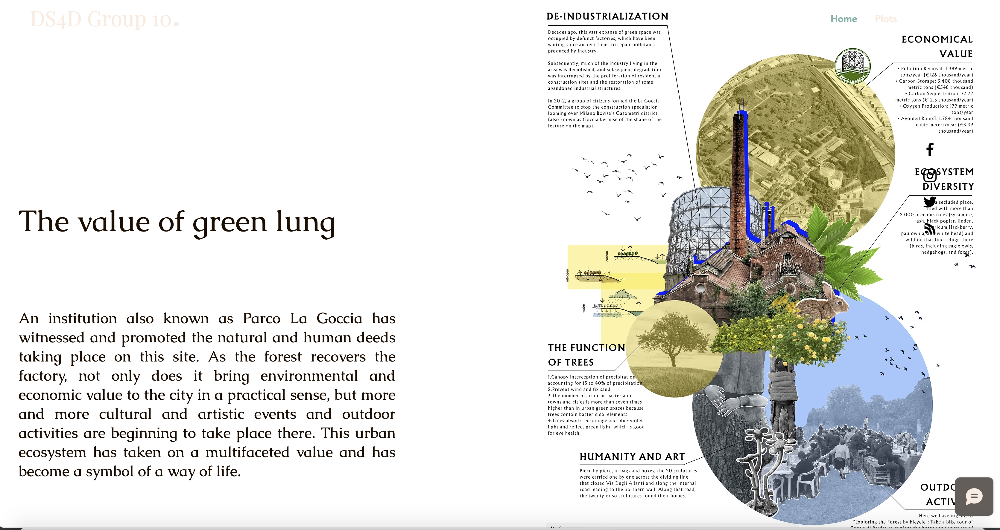 DS4D Group 10.
Home Plots
The value of green lung
An institution also known as Parco La Goccia has
witnessed and promoted the natural and human deeds
taking place on this site. As the forest recovers the
factory, not only does it bring environmental and
economic value to the city in a practical sense, but more
and more cultural and artistic events and outdoor
activities are beginning to take place there. This urban
ecosystem has taken on a multifaceted value and has
become a symbol of a way of life.
DE-INDUSTRIALIZATION
Decades ago, this vast expanse of green space was
occupied by defunct factories, which have been
waiting since ancient times to repair pollutants
produced by industry.
Subsequently, much of the industry living in the
area was demolished, and subsequent degradation
was interrupted by the proliferation of residential
construction sites and the restoration of some
abandoned industrial structures.
In 2012, a group of citizens formed the La Goccia
Committee to stop the construction speculation
looming over Milano Bovisa's Gasometri district
(also known as Goccia because of the shape of the
feature on the map).
ECONOMICAL
VALUE
• Pollution Removal: 1.389 metric
tons/year (€126 thousand/year)
• Carbon Storage: 3.408 thousand
metric tons (€548 thousand)
• Carbon Sequestration: 77.72
metric tons (€12.5 thousand/year)
• Oxygen Production: 179 metric
tons/year
• Avoided Runoff: 1.784 thousand
cubic meters/year (€3.39
thousand/year)
PARCO LA GOCCIA
ECOSYSTEM
DIVERSITY
a secluded place,
filled with more than
2,000 precious trees (sycamore,
ash, black poplar, linden,
hypericum,Hackberry,
paulownia, and white head) and
wildlife that find refuge there
(birds, including eagle owls,
hedgehogs, and foxes).
carbon
nitrogen
water
THE FUNCTION
OF TREES
1.Canopy interception of precipitation,
accounting for 15 to 40% of precipitation
2.Prevent wind and fix sand
3.The number of airborne bacteria in
towns and cities is more than seven times
higher than in urban green spaces because
trees contain bactericidal elements.
4.Trees absorb red-orange and blue-violet
light and reflect green light, which is good
for eye health.
HUMANITY AND ART
Piece by piece, in bags and boxes, the 20 sculptures
were carried one by one across the dividing line
that closed Via Degli Ailanti and along the internal
road leading to the northern wall. Along that road,
the twenty or so sculptures found their homes.
OUTDO
ACTIV
Here we have organized
"Exploring the Forest by bicycle"; Take a bike tour of